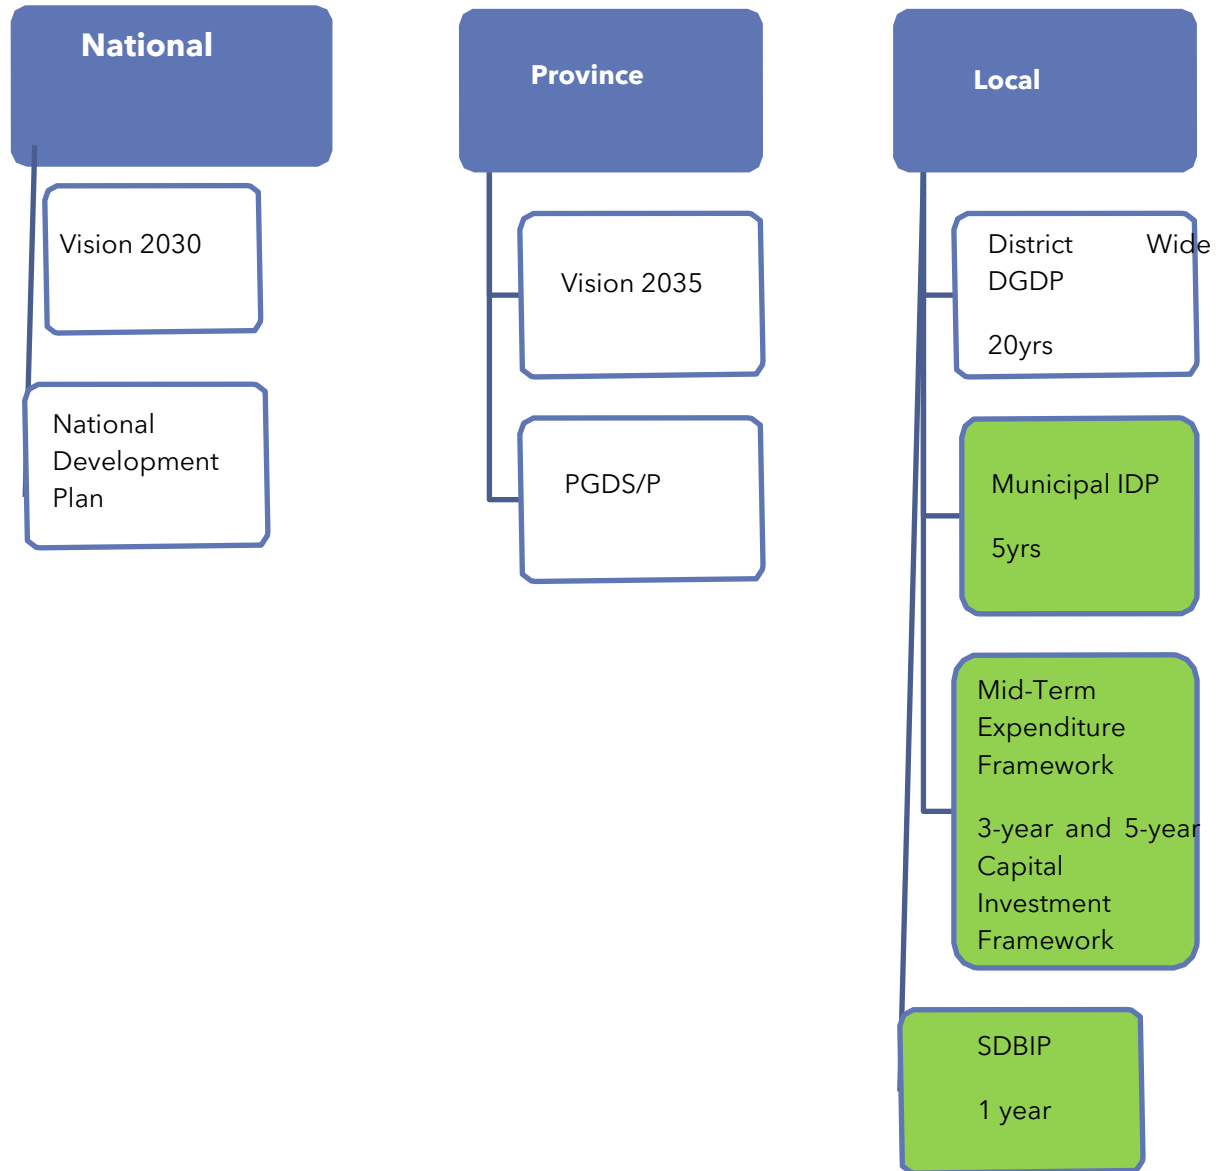 National
Vision 2030
National
Development
Plan
Province
Vision 2035
PGDS/P
Local
District Wide
DGDP
20yrs
Municipal IDP
5yrs
Mid-Term
Expenditure
Framework
3-year and 5-year
Capital
Investment
Framework
SDBIP
1 year